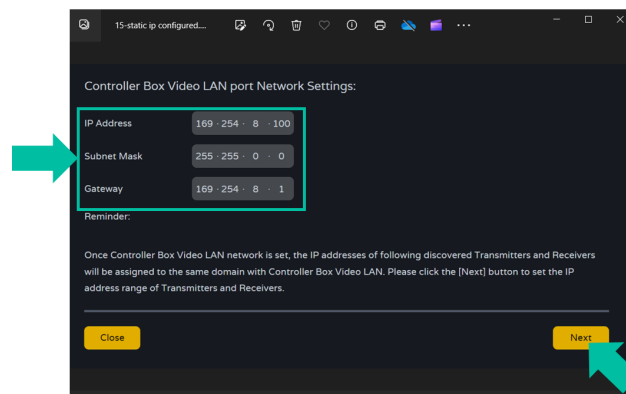 15-static ip configured....
Controller Box Video LAN port Network Settings:
IP Address 169 · 254 · 8 · 100
Subnet Mask 255 · 255 · 0 · 0
Gateway 169 · 254 · 8 · 1
Reminder:
Once Controller Box Video LAN network is set, the IP addresses of following discovered Transmitters and Receivers
will be assigned to the same domain with Controller Box Video LAN. Please click the [Next] button to set the IP
address range of Transmitters and Receivers.
Close Next